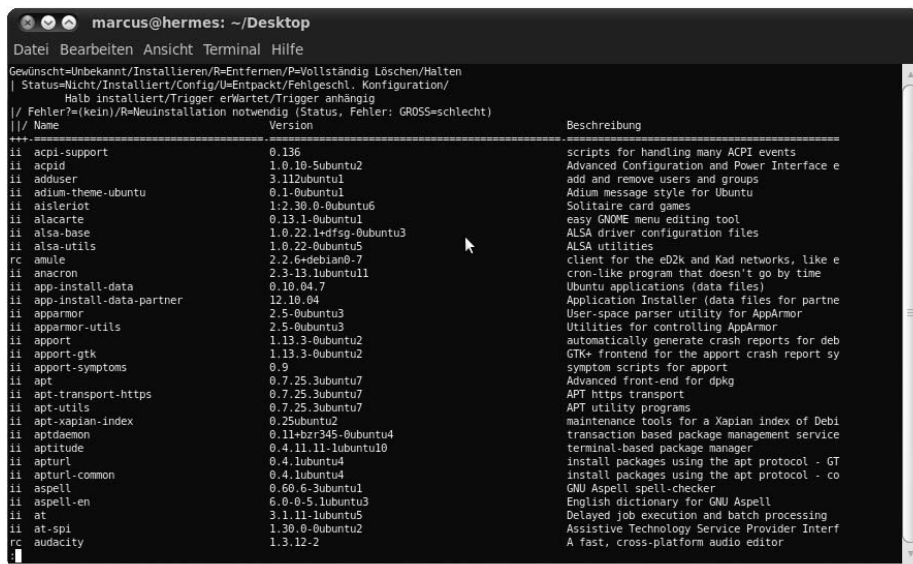 marcus@hermes: ~/Desktop
Datei Bearbeiten Ansicht Terminal Hilfe
Gewünscht=Unbekannt/Installieren/R=Entfernen/P=Vollständig Löschen/Halten
| Status=Nicht/Installiert/Config/U=Entpackt/Fehlgeschl. Konfiguration/
Halb installiert/Trigger erWartet/Trigger anhängig
|/ Fehler?=(kein)/R=Neuinstallation notwendig (Status, Fehler: GROSS=schlecht)
||/ Name Version Beschreibung
+++-===================================-===========================================-==========================================
ii acpi-support 0.136 scripts for handling many ACPI events
ii acpid 1.0.10-5ubuntu2 Advanced Configuration and Power Interface e
ii adduser 3.112ubuntu1 add and remove users and groups
ii adium-theme-ubuntu 0.1-0ubuntu1 Adium message style for Ubuntu
ii aisleriot 1:2.30.0-0ubuntu6 Solitaire card games
ii alacarte 0.13.1-0ubuntu1 easy GNOME menu editing tool
ii alsa-base 1.0.22.1+dfsg-0ubuntu3 ALSA driver configuration files
ii alsa-utils 1.0.22-0ubuntu5 ALSA utilities
rc amule 2.2.6+debian0-7 client for the eD2k and Kad networks, like e
ii anacron 2.3-13.1ubuntu11 cron-like program that doesn't go by time
ii app-install-data 0.10.04.7 Ubuntu applications (data files)
ii app-install-data-partner 12.10.04 Application Installer (data files for partne
ii apparmor 2.5-0ubuntu3 User-space parser utility for AppArmor
ii apparmor-utils 2.5-0ubuntu3 Utilities for controlling AppArmor
ii apport 1.13.3-0ubuntu2 automatically generate crash reports for deb
ii apport-gtk 1.13.3-0ubuntu2 GTK+ frontend for the apport crash report sy
ii apport-symptoms 0.9 symptom scripts for apport
ii apt 0.7.25.3ubuntu7 Advanced front-end for dpkg
ii apt-transport-https 0.7.25.3ubuntu7 APT https transport
ii apt-utils 0.7.25.3ubuntu7 APT utility programs
ii apt-xapian-index 0.25ubuntu2 maintenance tools for a Xapian index of Debi
ii aptdaemon 0.11+bzr345-0ubuntu4 transaction based package management service
ii aptitude 0.4.11.11-1ubuntu10 terminal-based package manager
ii apturl 0.4.1ubuntu4 install packages using the apt protocol - GT
ii apturl-common 0.4.1ubuntu4 install packages using the apt protocol - co
ii aspell 0.60.6-3ubuntu1 GNU Aspell spell-checker
ii aspell-en 6.0-0-5.1ubuntu3 English dictionary for GNU Aspell
ii at 3.1.11-1ubuntu5 Delayed job execution and batch processing
ii at-spi 1.30.0-0ubuntu2 Assistive Technology Service Provider Interf
rc audacity 1.3.12-2 A fast, cross-platform audio editor
: